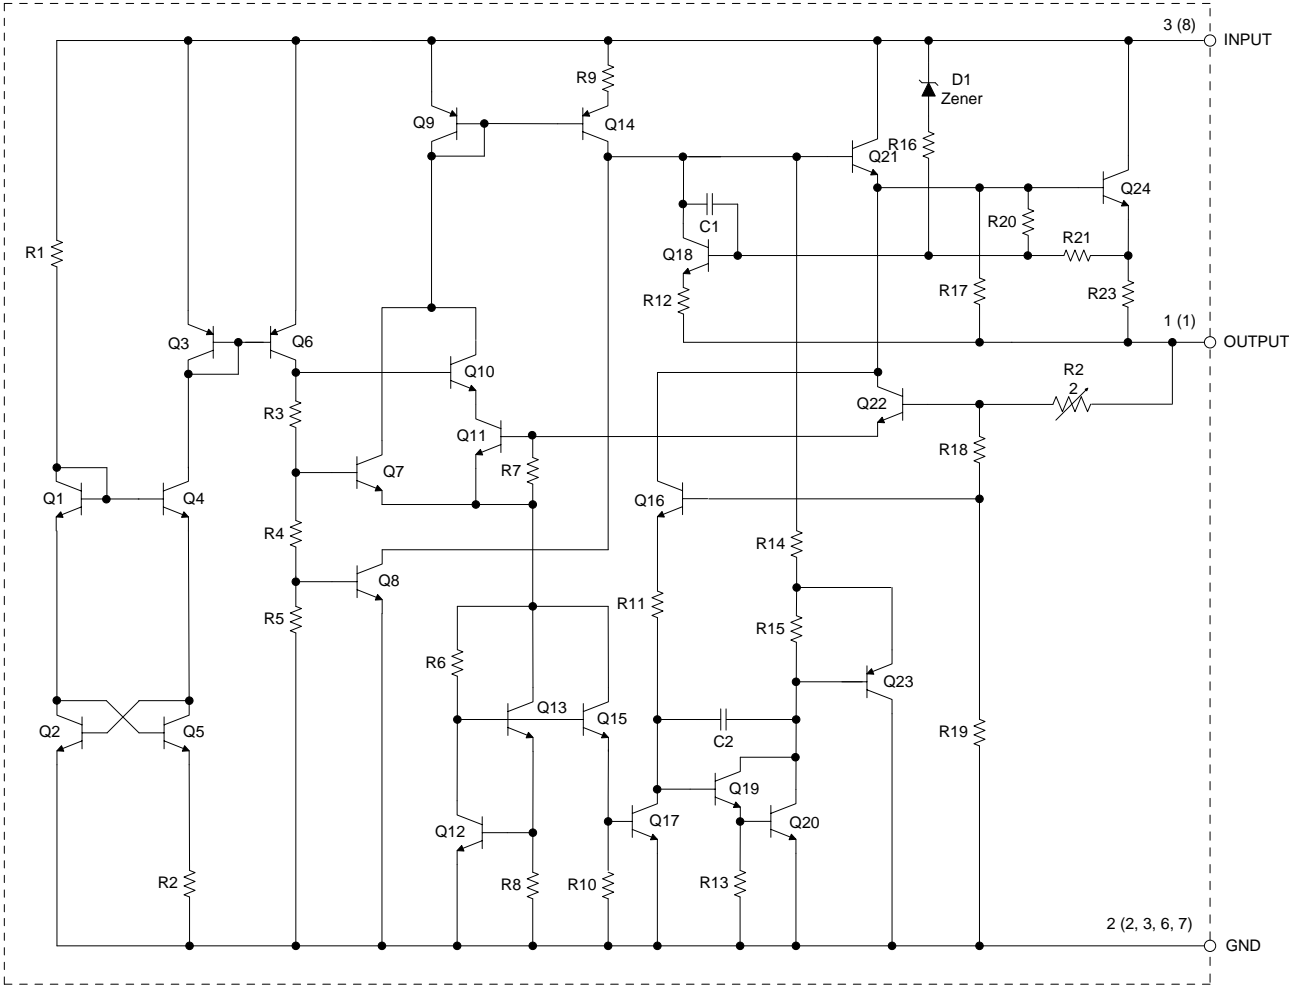 3 (8)
INPUT
R9
D1
Zener
Q9
Q14
Q21
R16
Q24
R20
C1
R21
R1
Q18
R12
R17
R23
1 (1)
OUTPUT
Q3
Q6
Q10
R2
2
R3
Q22
Q11
R7
R18
Q1
Q4
Q7
Q16
R4
R14
Q8
R5
R11
R15
R6
Q23
Q2
Q5
Q13
Q15
C2
R19
Q19
Q12
Q17
Q20
R2
R8
R10
R13
2 (2, 3, 6, 7)
GND